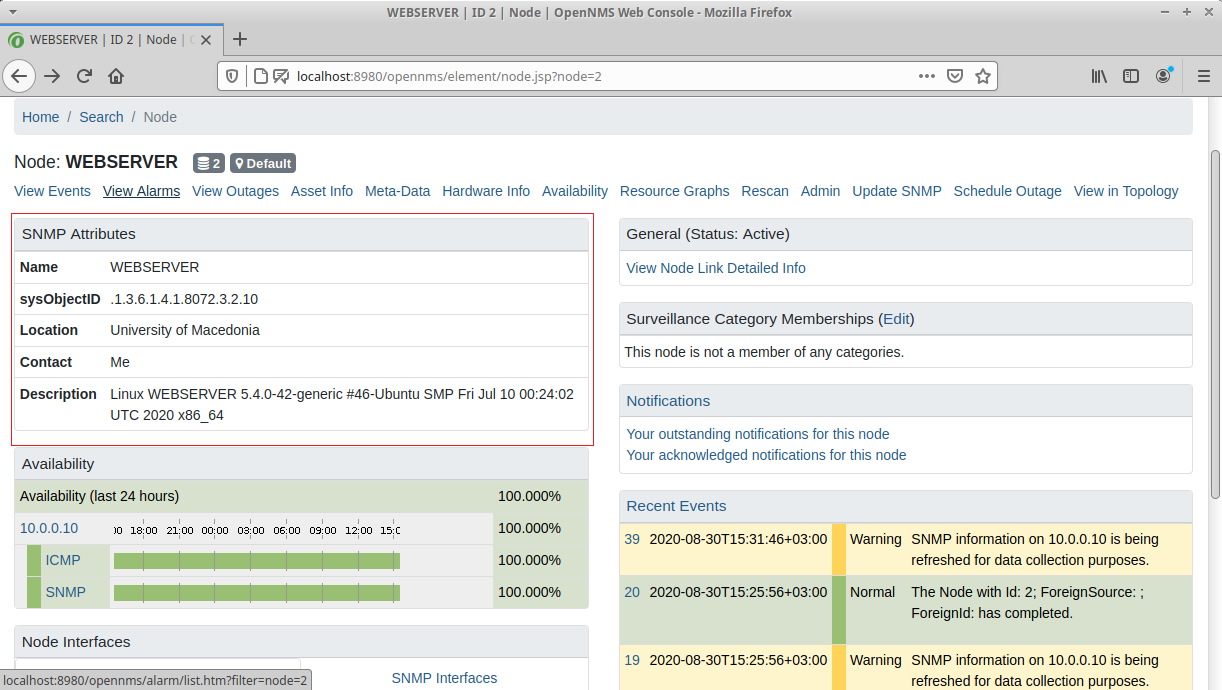 WEBSERVER | ID 2 | Node | OpenNMS Web Console - Mozilla Firefox
WEBSERVER | ID 2 | Node |
localhost:8980/opennms/element/node.jsp?node=2
Home / Search / Node
Node: WEBSERVER 2 Default
View Events View Alarms View Outages Asset Info Meta-Data Hardware Info Availability Resource Graphs Rescan Admin Update SNMP Schedule Outage View in Topology
SNMP Attributes
Name WEBSERVER
sysObjectID .1.3.6.1.4.1.8072.3.2.10
Location University of Macedonia
Contact Me
Description Linux WEBSERVER 5.4.0-42-generic #46-Ubuntu SMP Fri Jul 10 00:24:02
UTC 2020 x86_64
Availability
Availability (last 24 hours) 100.000%
10.0.0.10 00 18:00 21:00 00:00 03:00 06:00 09:00 12:00 15:0 100.000%
ICMP 100.000%
SNMP 100.000%
Node Interfaces
SNMP Interfaces
General (Status: Active)
View Node Link Detailed Info
Surveillance Category Memberships (Edit)
This node is not a member of any categories.
Notifications
Your outstanding notifications for this node
Your acknowledged notifications for this node
Recent Events
39 2020-08-30T15:31:46+03:00 Warning SNMP information on 10.0.0.10 is being
refreshed for data collection purposes.
20 2020-08-30T15:25:56+03:00 Normal The Node with Id: 2; ForeignSource: ;
ForeignId: has completed.
19 2020-08-30T15:25:56+03:00 Warning SNMP information on 10.0.0.10 is being
refreshed for data collection purposes.
localhost:8980/opennms/alarm/list.htm?filter=node=2